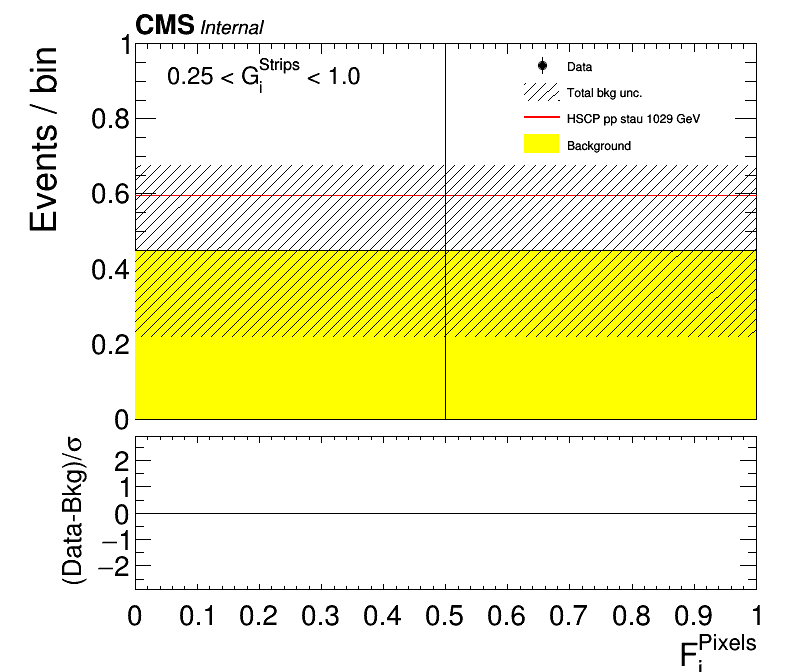 CMS Internal
Events / bin
0.25 < G_i^Strips < 1.0
Data
Total bkg unc.
HSCP pp stau 1029 GeV
Background
1
0.8
0.6
0.4
0.2
0
(Data-Bkg)/σ
2
1
0
−1
−2
0 0.1 0.2 0.3 0.4 0.5 0.6 0.7 0.8 0.9 1
F_i^Pixels